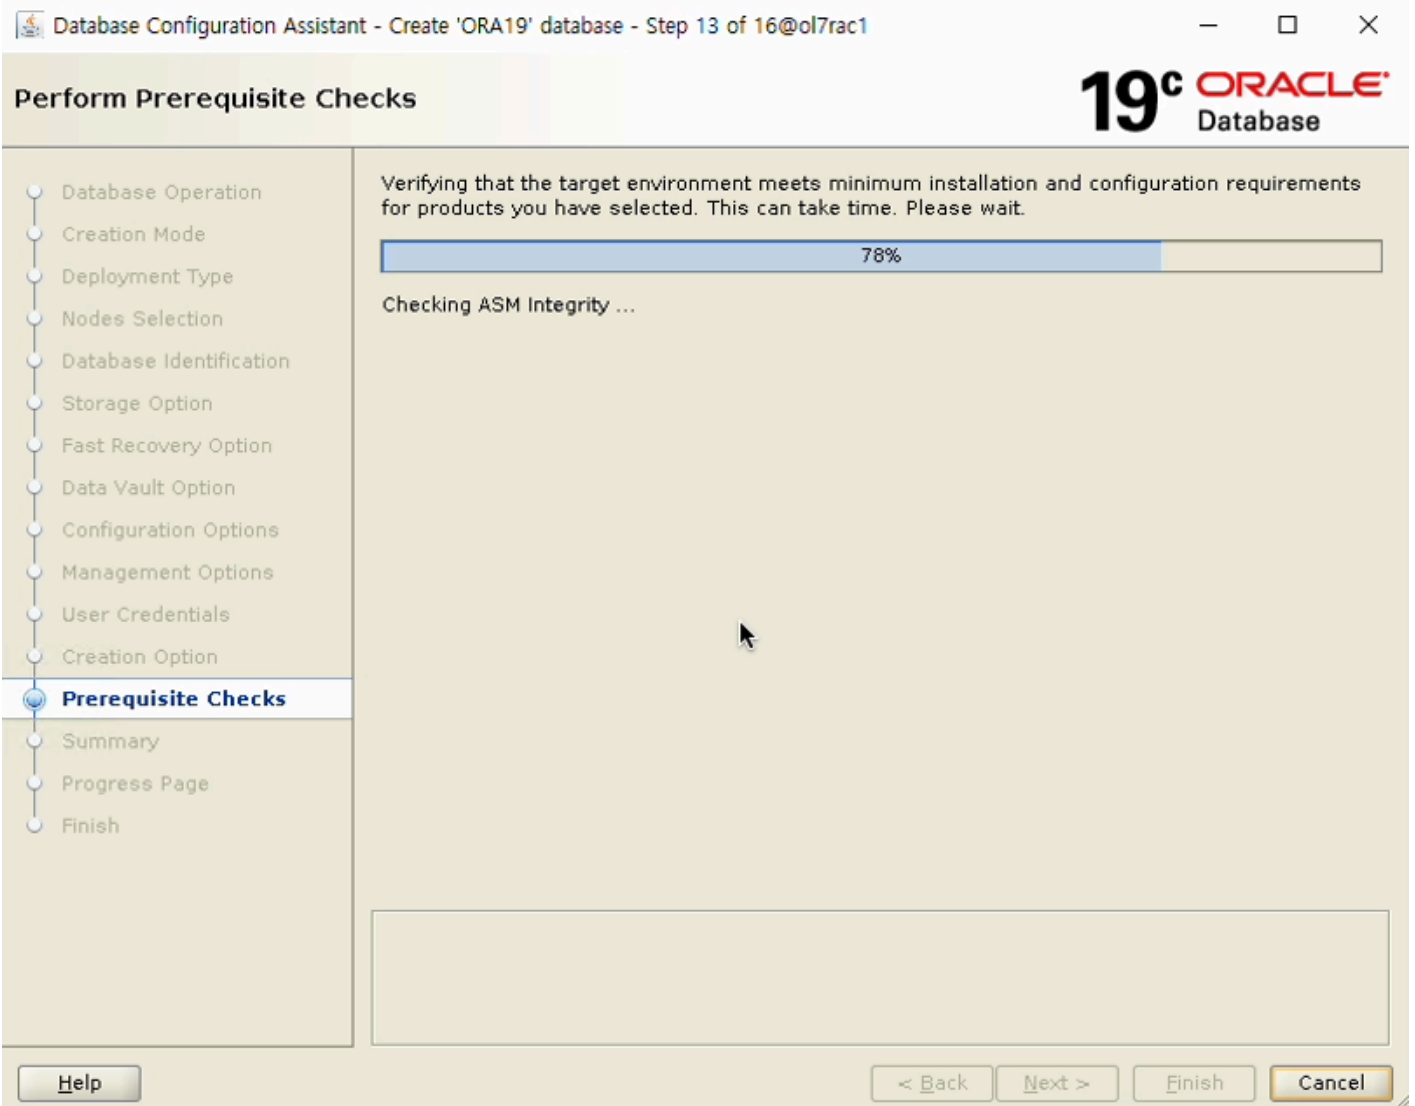 Database Configuration Assistant - Create 'ORA19' database - Step 13 of 16@ol7rac1
Perform Prerequisite Checks
19c ORACLE
Database
Database Operation
Creation Mode
Deployment Type
Nodes Selection
Database Identification
Storage Option
Fast Recovery Option
Data Vault Option
Configuration Options
Management Options
User Credentials
Creation Option
Prerequisite Checks
Summary
Progress Page
Finish
Verifying that the target environment meets minimum installation and configuration requirements
for products you have selected. This can take time. Please wait.
78%
Checking ASM Integrity ...
Help
< Back
Next >
Finish
Cancel